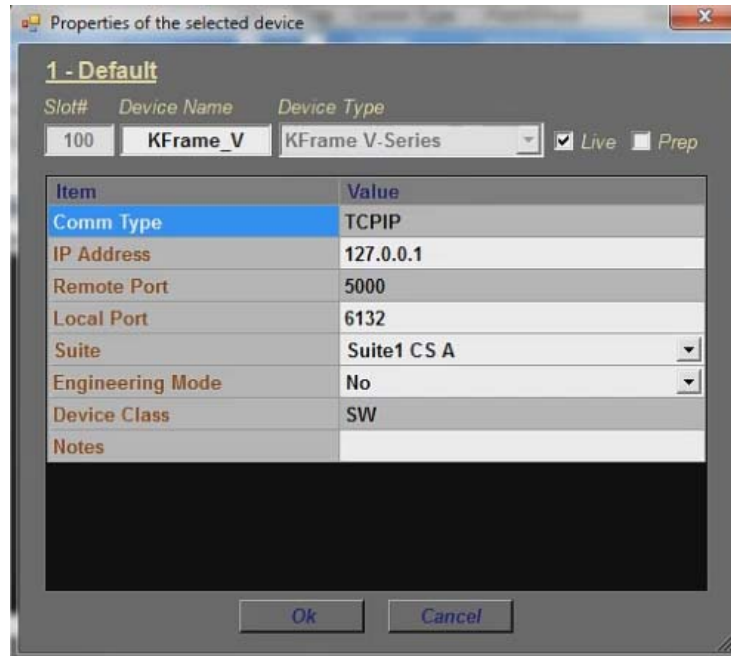 Properties of the selected device
1 - Default
Slot# Device Name Device Type
100 KFrame_V KFrame V-Series Live Prep
Item Value
Comm Type TCPIP
IP Address 127.0.0.1
Remote Port 5000
Local Port 6132
Suite Suite1 CS A
Engineering Mode No
Device Class SW
Notes
Ok Cancel